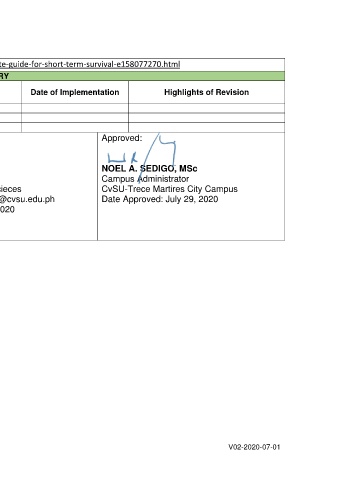 te-guide-for-short-term-survival-e158077270.html
RY
Date of Implementation Highlights of Revision
Approved:
NOEL A. SEDIGO, MSc
Campus Administrator
cieces CvSU-Trece Martires City Campus
@cvsu.edu.ph Date Approved: July 29, 2020
020
V02-2020-07-01